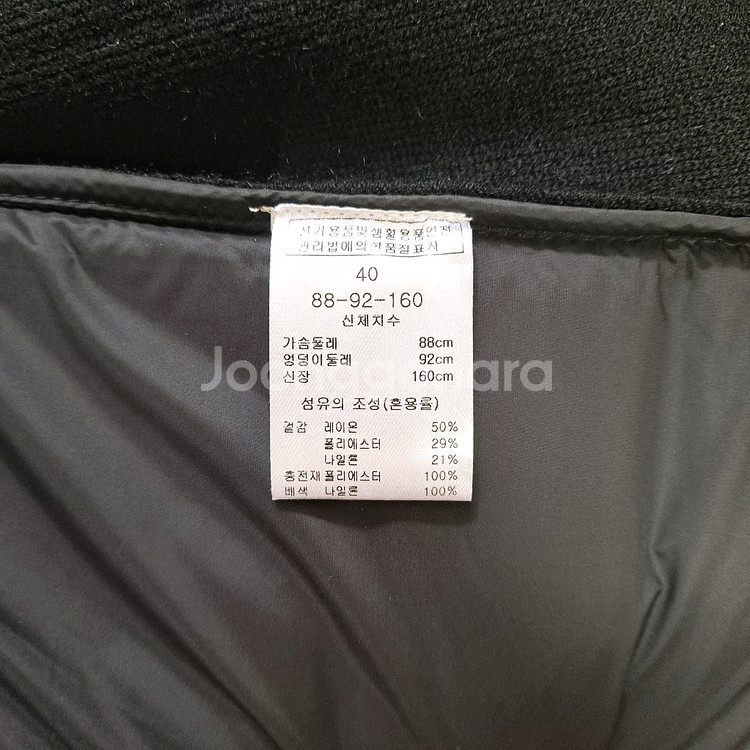 전기용품및생활용품안전
관리법에의한품질표시
40
88-92-160
신체치수
가슴둘레 88cm
엉덩이둘레 92cm
신장 160cm
Joonggonara
섬유의 조성(혼용률)
겉감 레이온 50%
폴리에스터 29%
나일론 21%
충전재 폴리에스터 100%
배색 나일론 100%